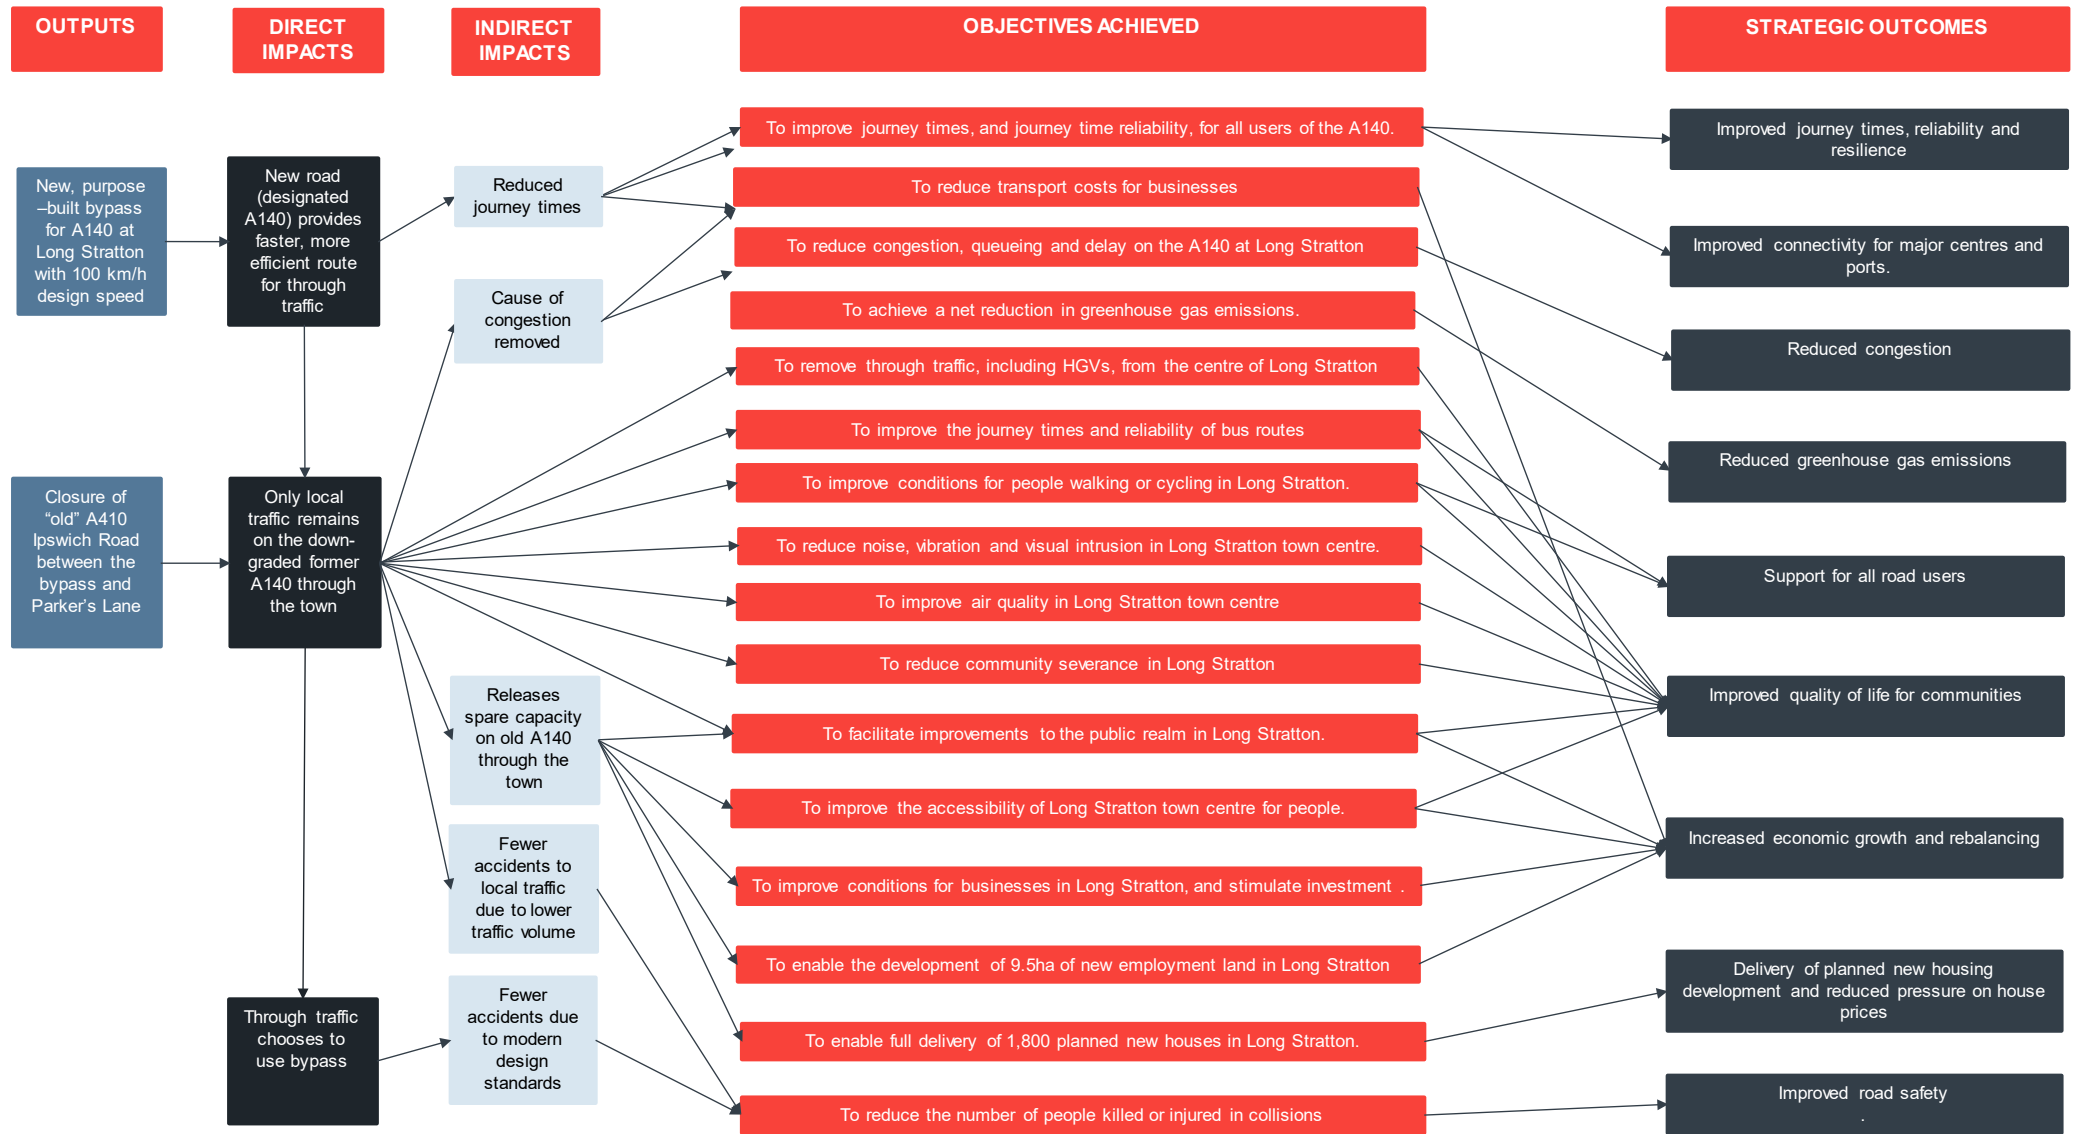 OUTPUTS
DIRECT
IMPACTS
INDIRECT
IMPACTS
OBJECTIVES ACHIEVED
STRATEGIC OUTCOMES
New, purpose
–built bypass
for A140 at
Long Stratton
with 100 km/h
design speed
Closure of
“old” A410
Ipswich Road
between the
bypass and
Parker’s Lane
New road
(designated
A140) provides
faster, more
efficient route
for through
traffic
Only local
traffic remains
on the down-
graded former
A140 through
the town
Through traffic
chooses to
use bypass
Reduced
journey times
Cause of
congestion
removed
Releases
spare capacity
on old A140
through the
town
Fewer
accidents to
local traffic
due to lower
traffic volume
Fewer
accidents due
to modern
design
standards
To improve journey times, and journey time reliability, for all users of the A140.
To reduce transport costs for businesses
To reduce congestion, queueing and delay on the A140 at Long Stratton
To achieve a net reduction in greenhouse gas emissions.
To remove through traffic, including HGVs, from the centre of Long Stratton
To improve the journey times and reliability of bus routes
To improve conditions for people walking or cycling in Long Stratton.
To reduce noise, vibration and visual intrusion in Long Stratton town centre.
To improve air quality in Long Stratton town centre
To reduce community severance in Long Stratton
To facilitate improvements to the public realm in Long Stratton.
To improve the accessibility of Long Stratton town centre for people.
To improve conditions for businesses in Long Stratton, and stimulate investment .
To enable the development of 9.5ha of new employment land in Long Stratton
To enable full delivery of 1,800 planned new houses in Long Stratton.
To reduce the number of people killed or injured in collisions
Improved journey times, reliability and
resilience
Improved connectivity for major centres and
ports.
Reduced congestion
Reduced greenhouse gas emissions
Support for all road users
Improved quality of life for communities
Increased economic growth and rebalancing
Delivery of planned new housing
development and reduced pressure on house
prices
Improved road safety
.